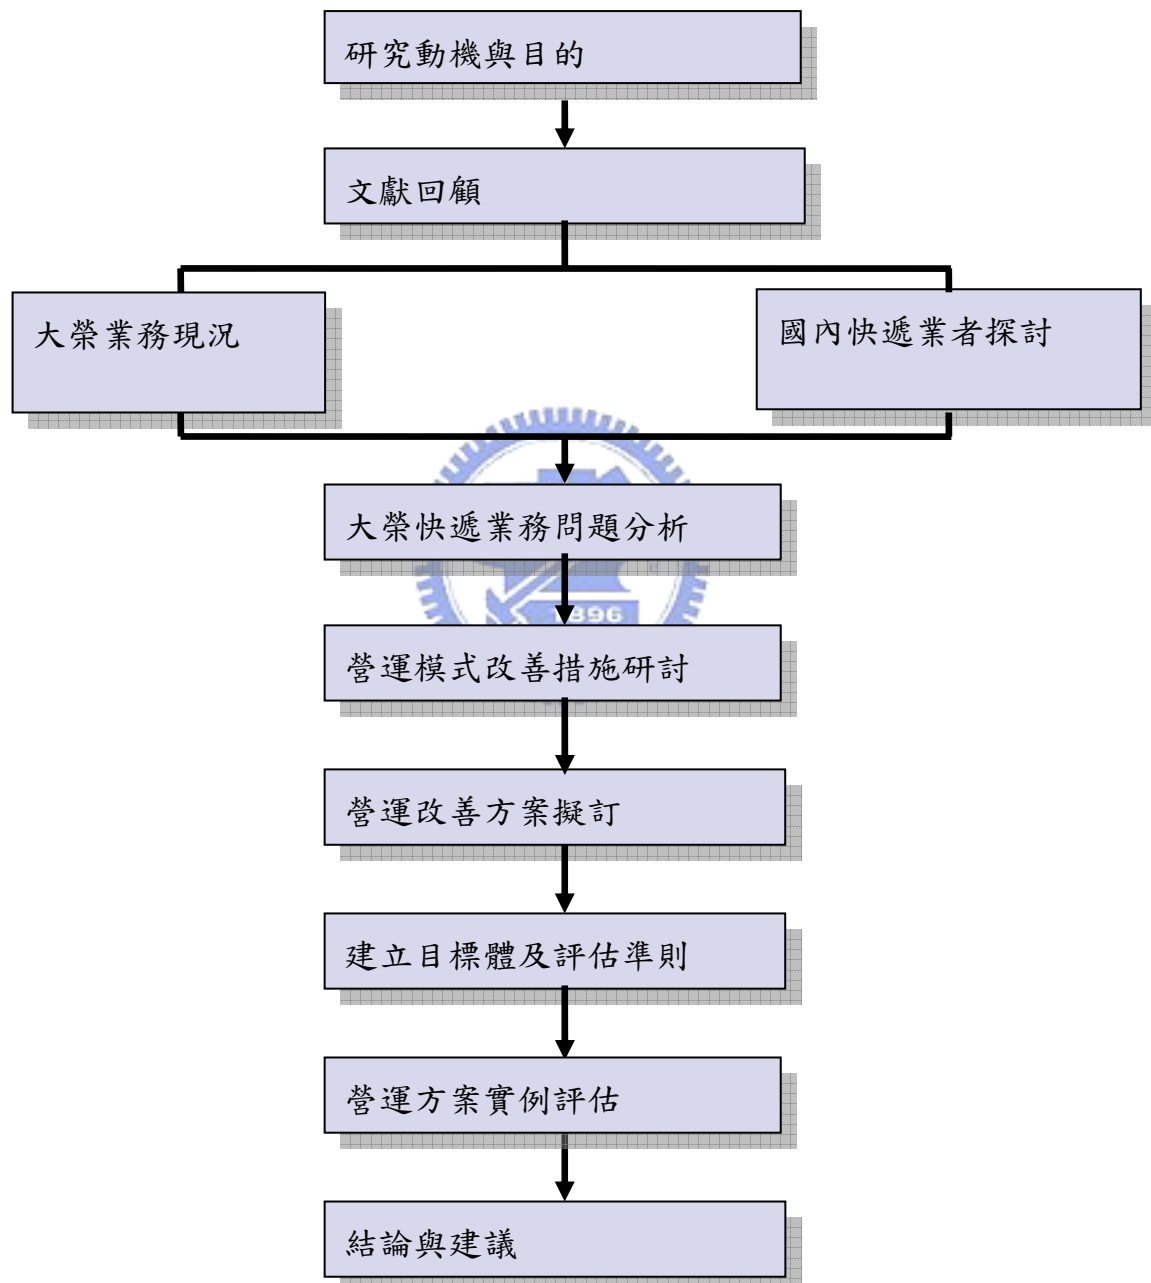 研究動機與目的
文獻回顧
大榮業務現況
國內快遞業者探討
大榮快遞業務問題分析
1896
營運模式改善措施研討
營運改善方案擬訂
建立目標體及評估準則
營運方案實例評估
結論與建議